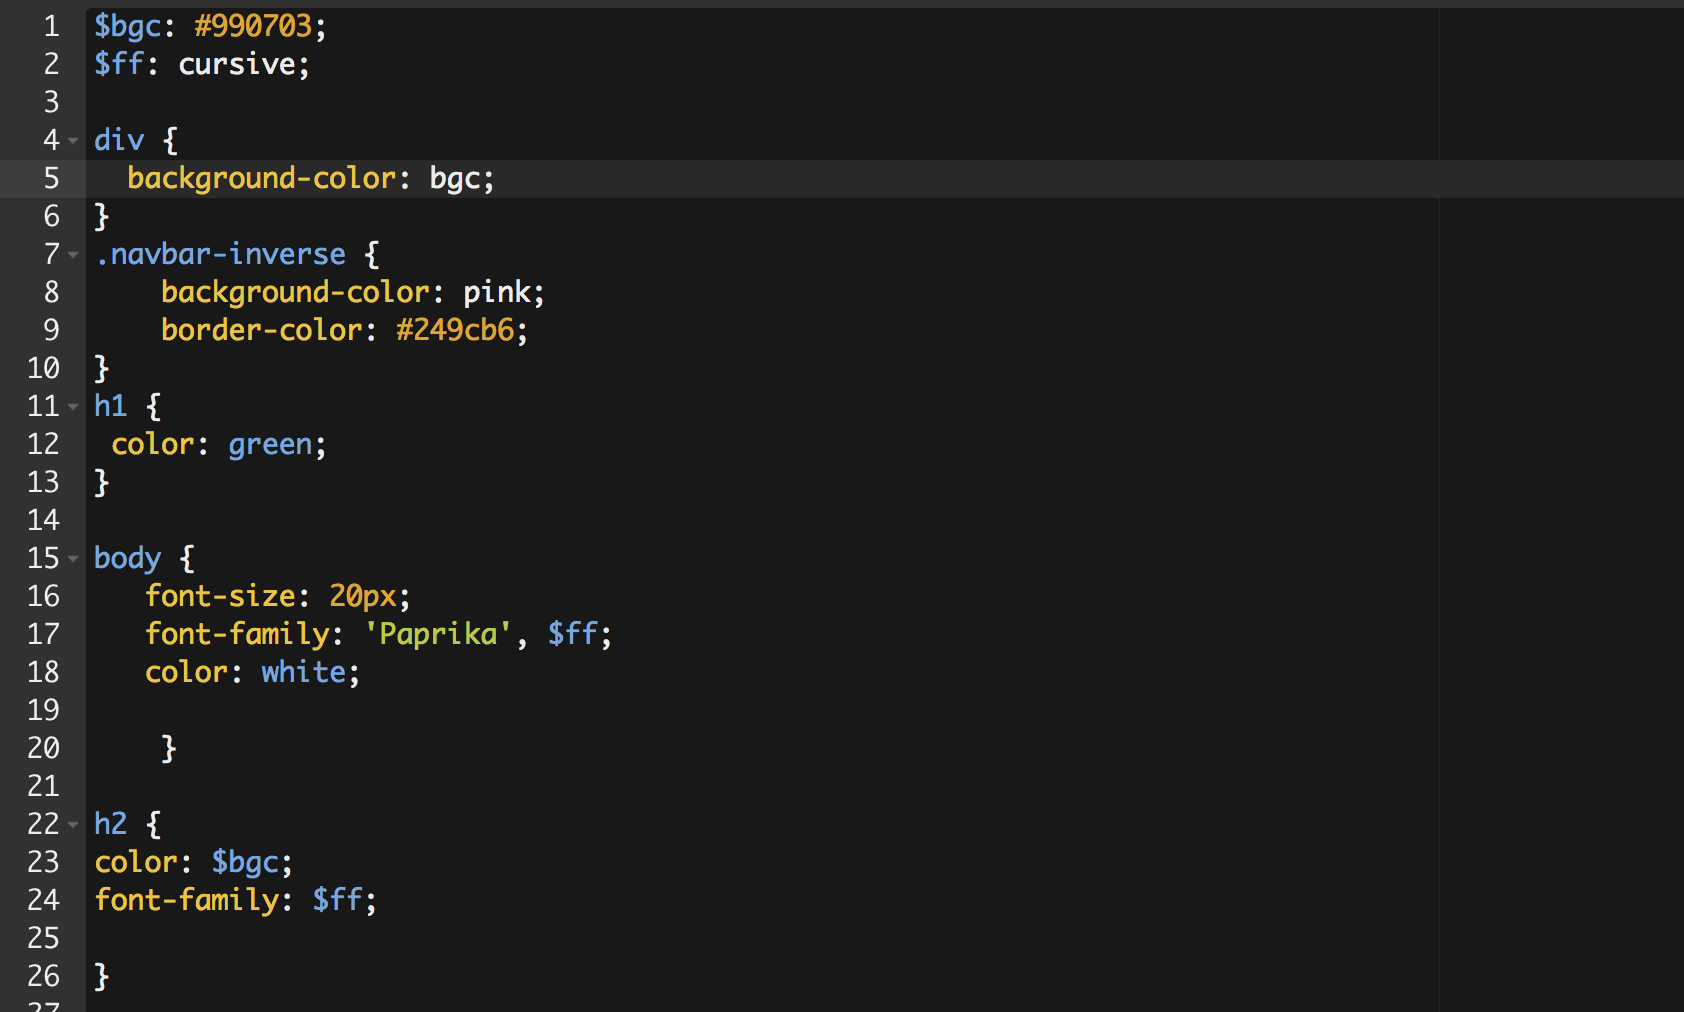 1 $bgc: #990703;
2 $ff: cursive;
3
4 div {
5   background-color: bgc;
6 }
7 .navbar-inverse {
8     background-color: pink;
9     border-color: #249cb6;
10 }
11 h1 {
12  color: green;
13 }
14
15 body {
16    font-size: 20px;
17    font-family: 'Paprika', $ff;
18    color: white;
19
20     }
21
22 h2 {
23 color: $bgc;
24 font-family: $ff;
25
26 }
27